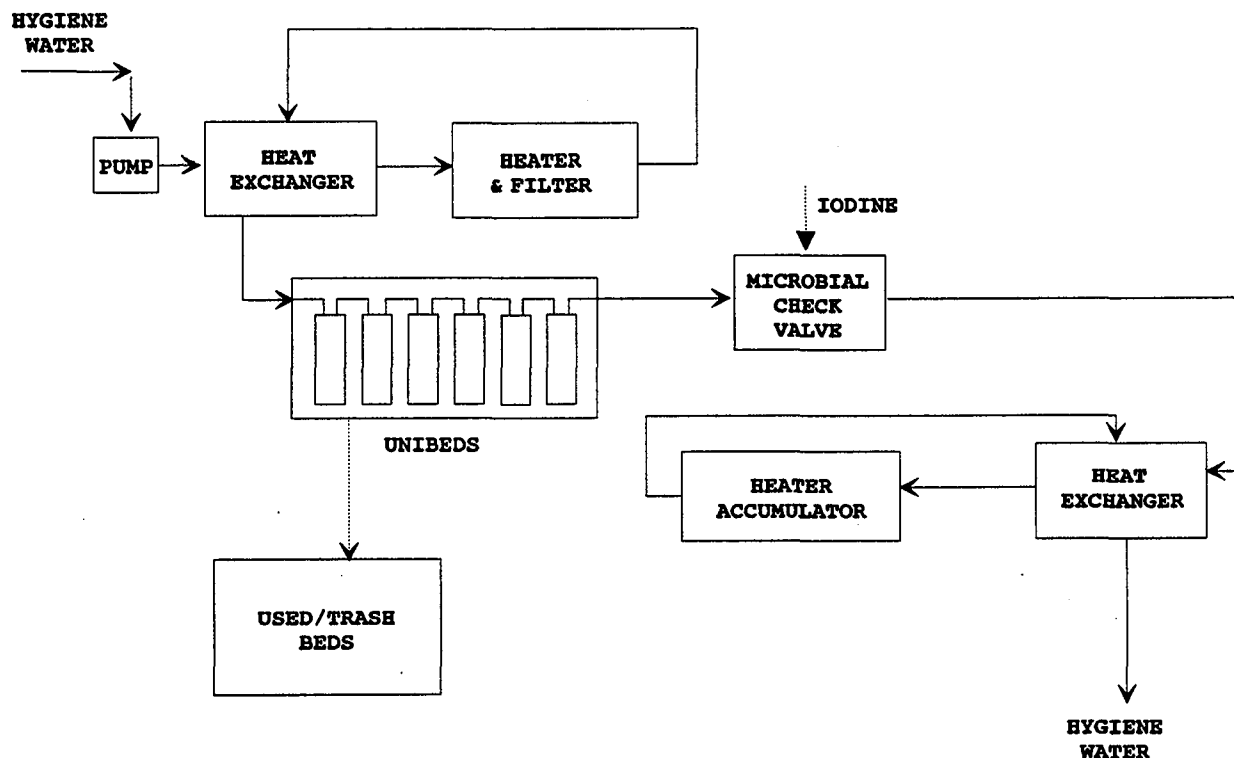 HYGIENE
WATER
PUMP
HEAT
EXCHANGER
HEATER
& FILTER
IODINE
MICROBIAL
CHECK
VALVE
UNIBEDS
HEATER
ACCUMULATOR
HEAT
EXCHANGER
USED/TRASH
BEDS
HYGIENE
WATER